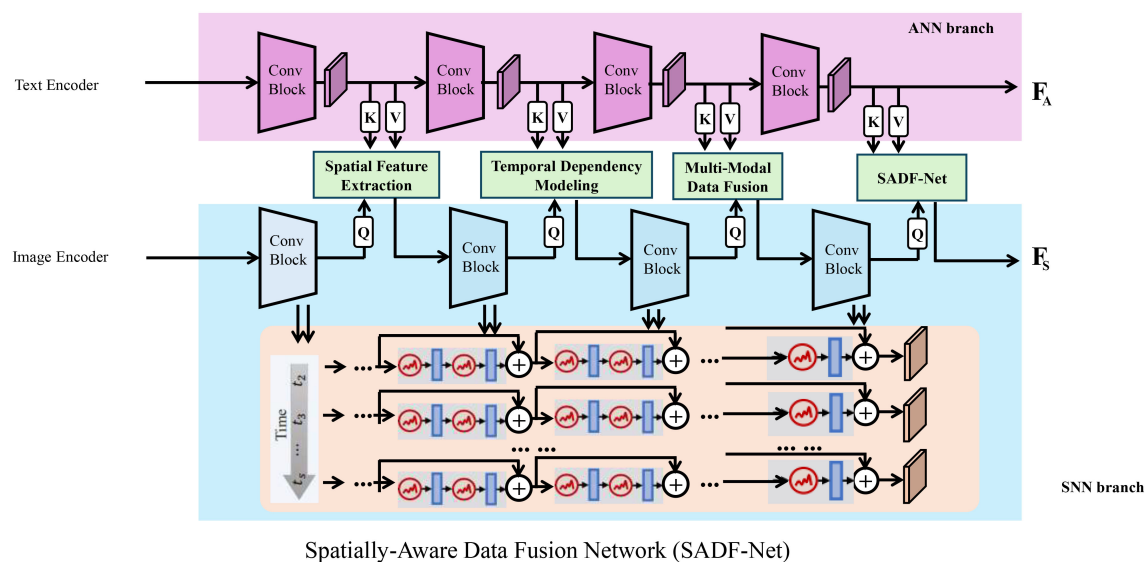 ANN branch
Text Encoder
Conv
Block
Conv
Block
Conv
Block
Conv
Block
F_A
K V
K V
K V
K V
Spatial Feature
Extraction
Temporal Dependency
Modeling
Multi-Modal
Data Fusion
SADF-Net
Image Encoder
Conv
Block
Q
Conv
Block
Q
Conv
Block
Q
Conv
Block
Q
F_S
Time
t_2
t_3
...
t_s
... + + ... +
... + + ... +
... ... ... ...
... + + ... +
SNN branch
Spatially-Aware Data Fusion Network (SADF-Net)